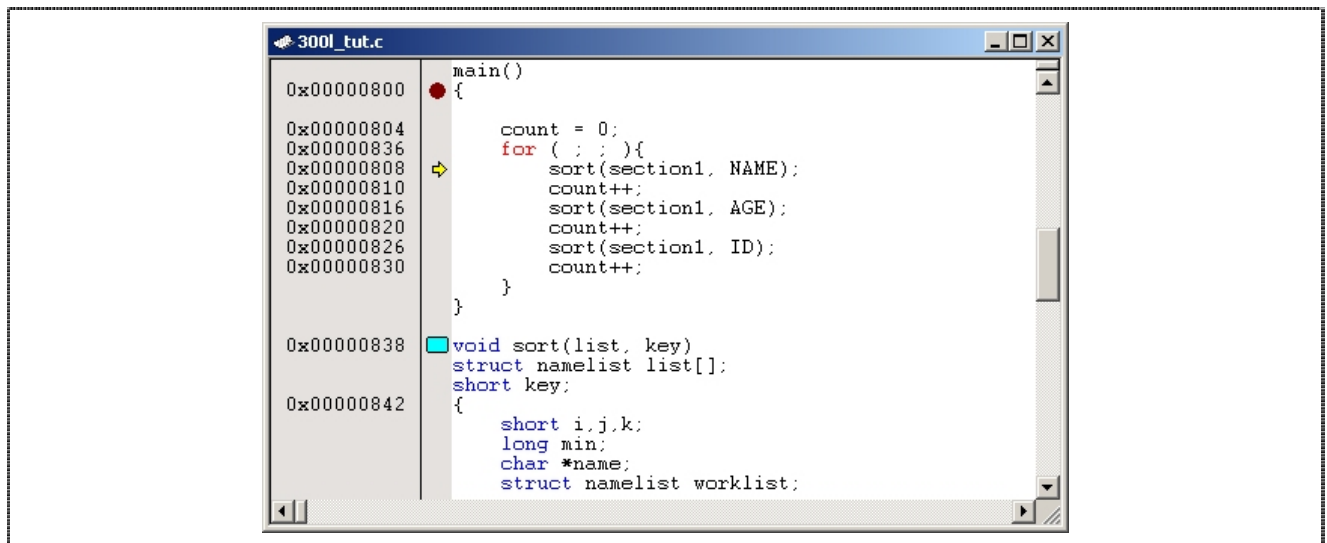 300l_tut.c
main()
0x00000800 {
0x00000804 count = 0;
0x00000836 for ( ; ; ){
0x00000808 sort(section1, NAME);
0x00000810 count++;
0x00000816 sort(section1, AGE);
0x00000820 count++;
0x00000826 sort(section1, ID);
0x00000830 count++;
}
}
0x00000838 void sort(list, key)
struct namelist list[];
short key;
0x00000842 {
short i,j,k;
long min;
char *name;
struct namelist worklist;